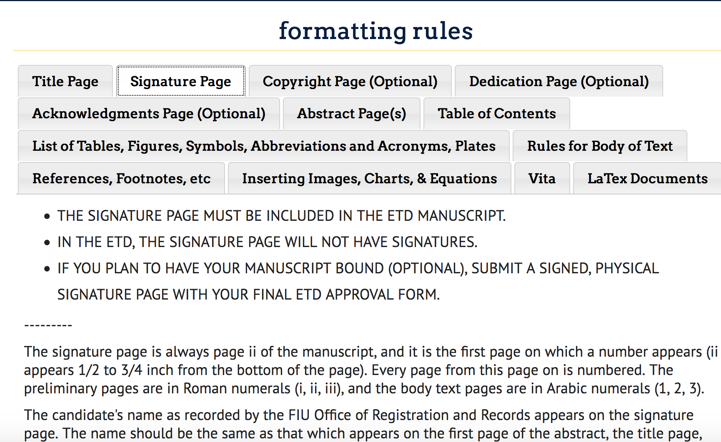 formatting rules
Title Page
Signature Page
Copyright Page (Optional)
Dedication Page (Optional)
Acknowledgments Page (Optional)
Abstract Page(s)
Table of Contents
List of Tables, Figures, Symbols, Abbreviations and Acronyms, Plates
Rules for Body of Text
References, Footnotes, etc
Inserting Images, Charts, & Equations
Vita
LaTex Documents
• THE SIGNATURE PAGE MUST BE INCLUDED IN THE ETD MANUSCRIPT.
• IN THE ETD, THE SIGNATURE PAGE WILL NOT HAVE SIGNATURES.
• IF YOU PLAN TO HAVE YOUR MANUSCRIPT BOUND (OPTIONAL), SUBMIT A SIGNED, PHYSICAL
SIGNATURE PAGE WITH YOUR FINAL ETD APPROVAL FORM.
---------
The signature page is always page ii of the manuscript, and it is the first page on which a number appears (ii
appears 1/2 to 3/4 inch from the bottom of the page). Every page from this page on is numbered. The
preliminary pages are in Roman numerals (i, ii, iii), and the body text pages are in Arabic numerals (1, 2, 3).
The candidate's name as recorded by the FIU Office of Registration and Records appears on the signature
page. The name should be the same as that which appears on the first page of the abstract, the title page,